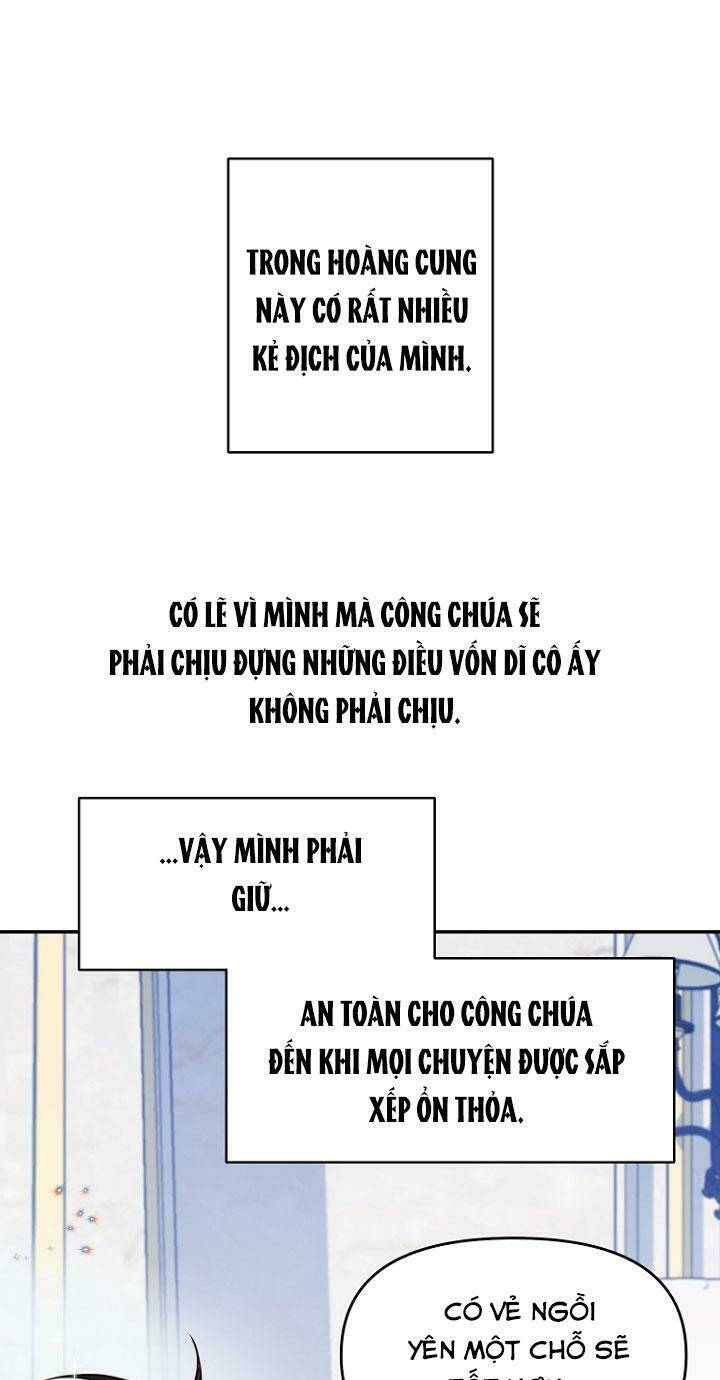 TRONG HOÀNG CUNG
NÀY CÓ RẤT NHIỀU
KẺ ĐỊCH CỦA MÌNH.
CÓ LẼ VÌ MÌNH MÀ CÔNG CHÚA SẼ
PHẢI CHỊU ĐỰNG NHỮNG ĐIỀU VỐN DĨ CÔ ẤY
KHÔNG PHẢI CHỊU.
...VẬY MÌNH PHẢI
GIỮ...
AN TOÀN CHO CÔNG CHÚA
ĐẾN KHI MỌI CHUYỆN ĐƯỢC SẮP
XẾP ỔN THỎA.
CÓ VẺ NGỒI
YÊN MỘT CHỖ SẼ